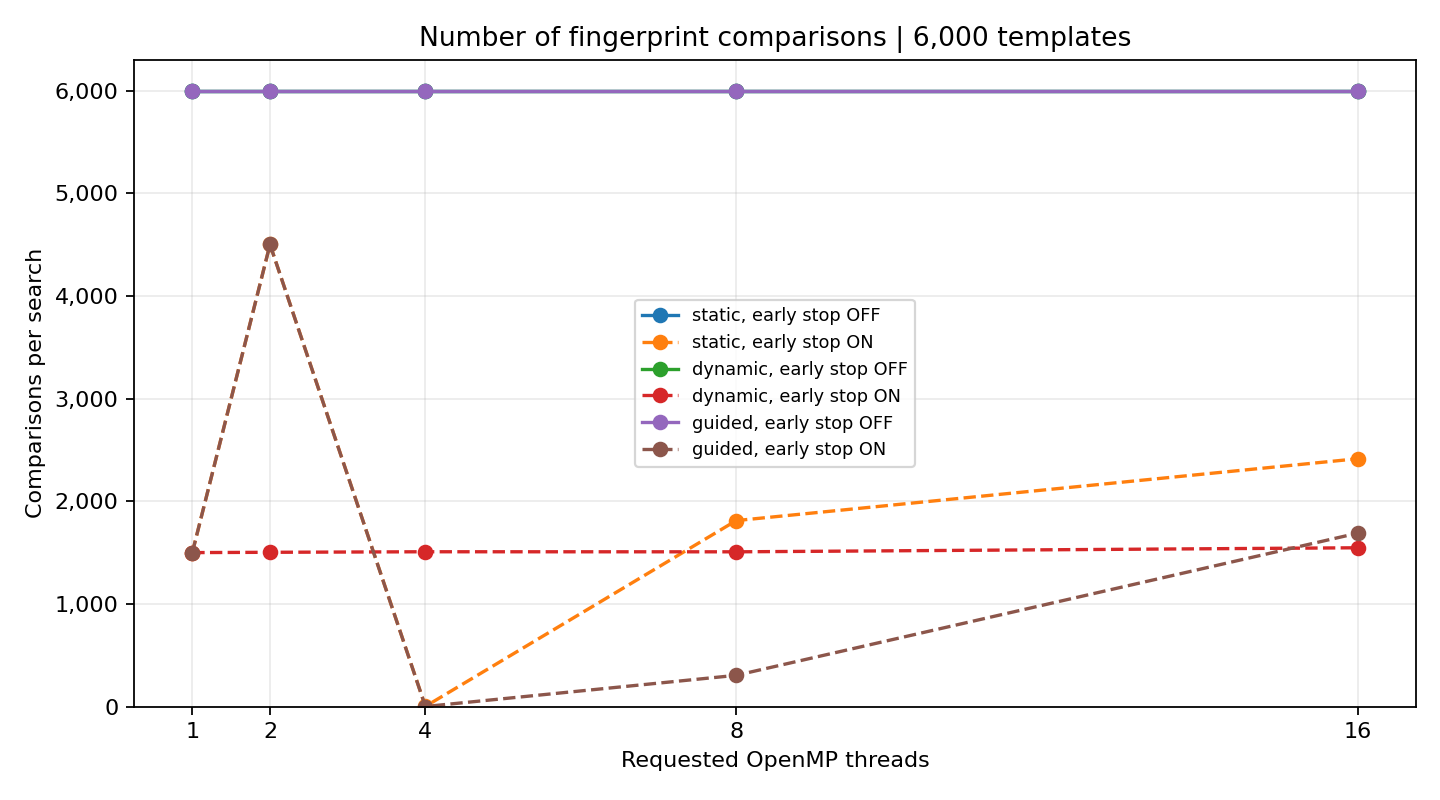 Number of fingerprint comparisons | 6,000 templates
6,000
5,000
4,000
3,000
2,000
1,000
0
Comparisons per search
static, early stop OFF
static, early stop ON
dynamic, early stop OFF
dynamic, early stop ON
guided, early stop OFF
guided, early stop ON
1 2 4 8 16
Requested OpenMP threads